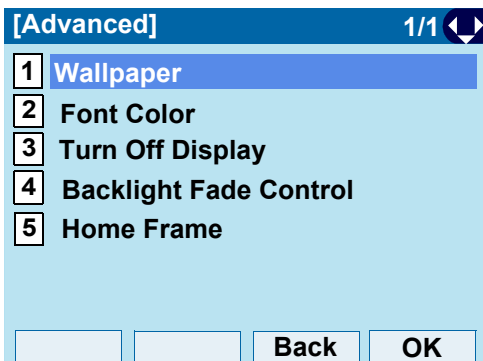 [Advanced] 1/1
1 Wallpaper
2 Font Color
3 Turn Off Display
4 Backlight Fade Control
5 Home Frame
Back OK